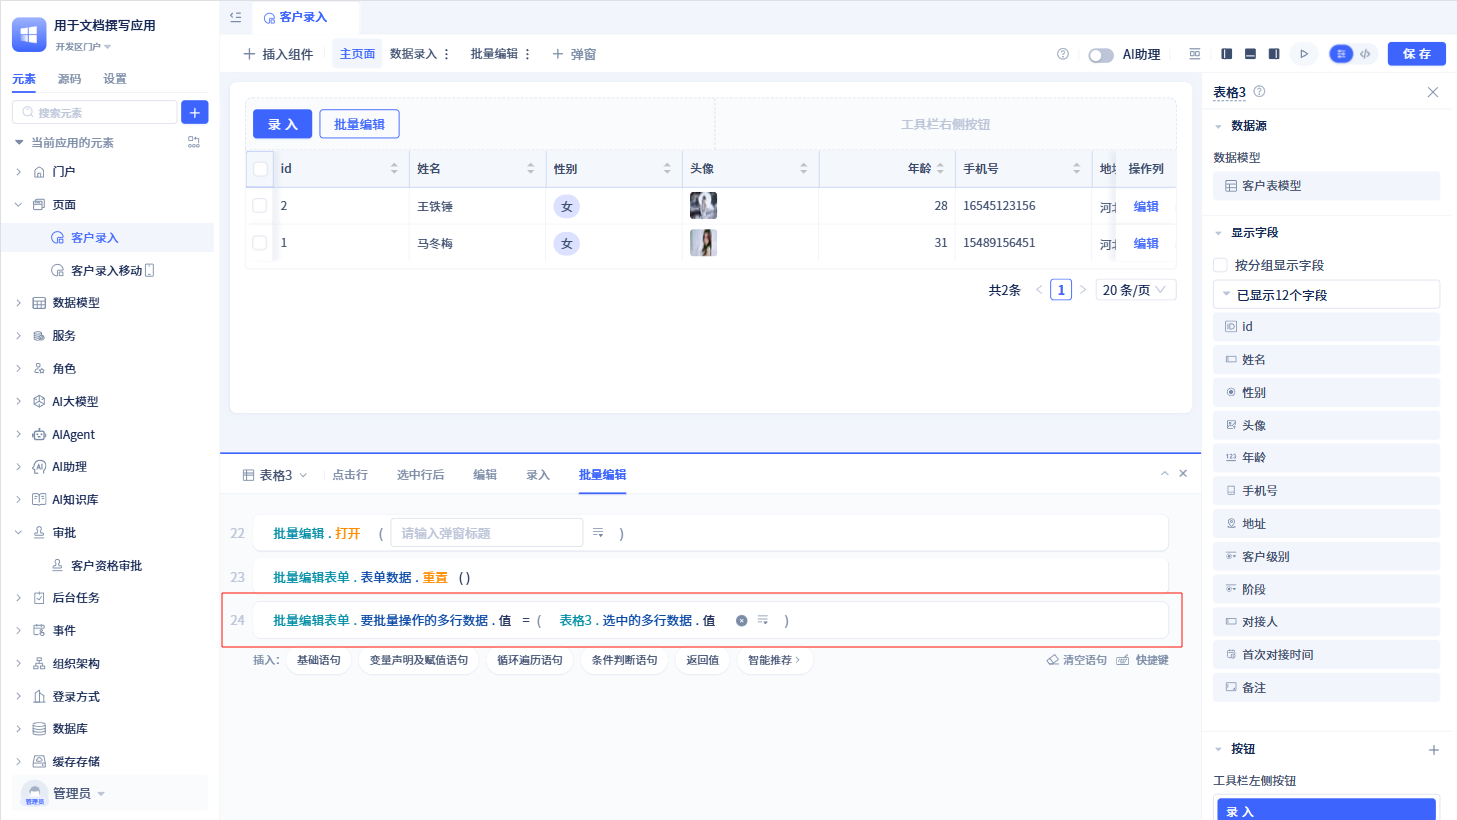 用于文档撰写应用
开发区门户
元素 源码 设置
搜索元素
当前应用的元素
门户
页面
客户录入
客户录入移动
数据模型
服务
角色
AI大模型
AIAgent
AI助理
AI知识库
审批
客户资格审批
后台任务
事件
组织架构
登录方式
数据库
缓存存储
管理员
管理员
客户录入
插入组件 主页面 数据录入 批量编辑 弹窗
AI助理 保存
录入 批量编辑 工具栏右侧按钮
id 姓名 性别 头像 年龄 手机号 地址 操作列
2 王铁锤 女 28 16545123156 河北 编辑
1 马冬梅 女 31 15489156451 河北 编辑
共2条 < 1 > 20 条/页
表格3 点击行 选中行后 编辑 录入 批量编辑
22 批量编辑 . 打开 ( 请输入弹窗标题 )
23 批量编辑表单 . 表单数据 . 重置 ()
24 批量编辑表单 . 要批量操作的多行数据 . 值 = ( 表格3 . 选中的多行数据 . 值 )
插入: 基础语句 变量声明及赋值语句 循环遍历语句 条件判断语句 返回值 智能推荐 清空语句 快捷键
表格3
数据源
数据模型
客户表模型
显示字段
按分组显示字段
已显示12个字段
id
姓名
性别
头像
年龄
手机号
地址
客户级别
阶段
对接人
首次对接时间
备注
按钮
工具栏左侧按钮
录入